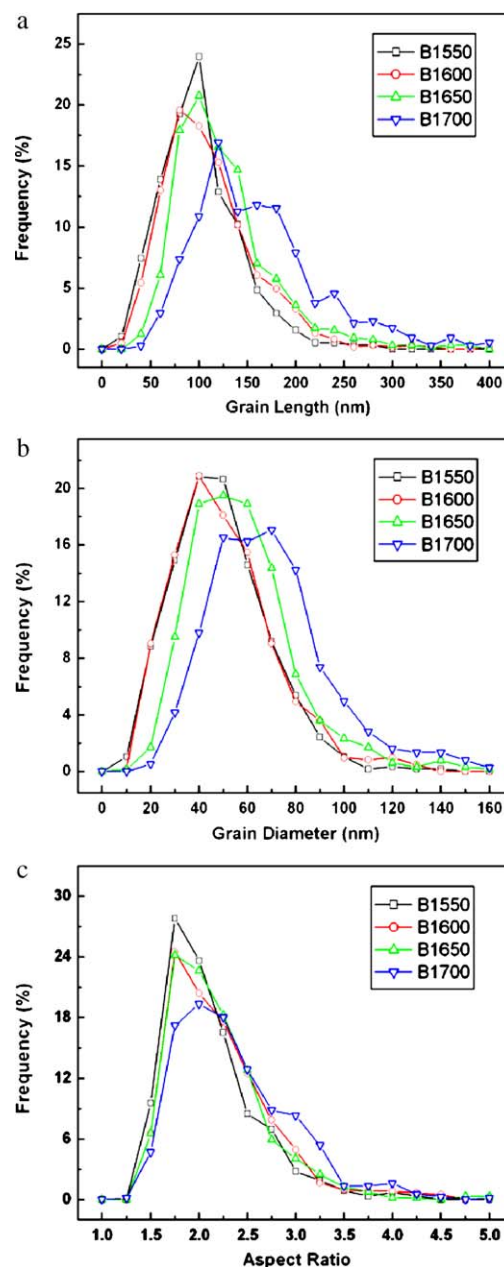 a
25
20
15
10
5
0
Frequency (%)
B1550
B1600
B1650
B1700
0 50 100 150 200 250 300 350 400
Grain Length (nm)
b
20
16
12
8
4
0
Frequency (%)
B1550
B1600
B1650
B1700
0 20 40 60 80 100 120 140 160
Grain Diameter (nm)
c
30
24
18
12
6
0
Frequency (%)
B1550
B1600
B1650
B1700
1.0 1.5 2.0 2.5 3.0 3.5 4.0 4.5 5.0
Aspect Ratio